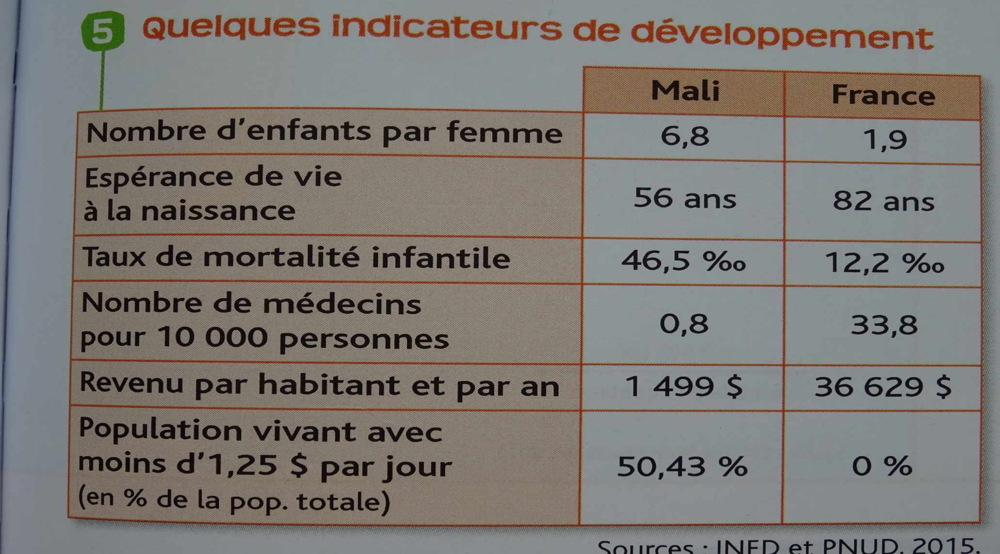 5 Quelques indicateurs de développement
Mali France
Nombre d'enfants par femme 6,8 1,9
Espérance de vie
à la naissance 56 ans 82 ans
Taux de mortalité infantile 46,5 ‰ 12,2 ‰
Nombre de médecins
pour 10 000 personnes 0,8 33,8
Revenu par habitant et par an 1 499 $ 36 629 $
Population vivant avec
moins d'1,25 $ par jour 50,43 % 0 %
(en % de la pop. totale)
Sources : INED et PNUD, 2015.